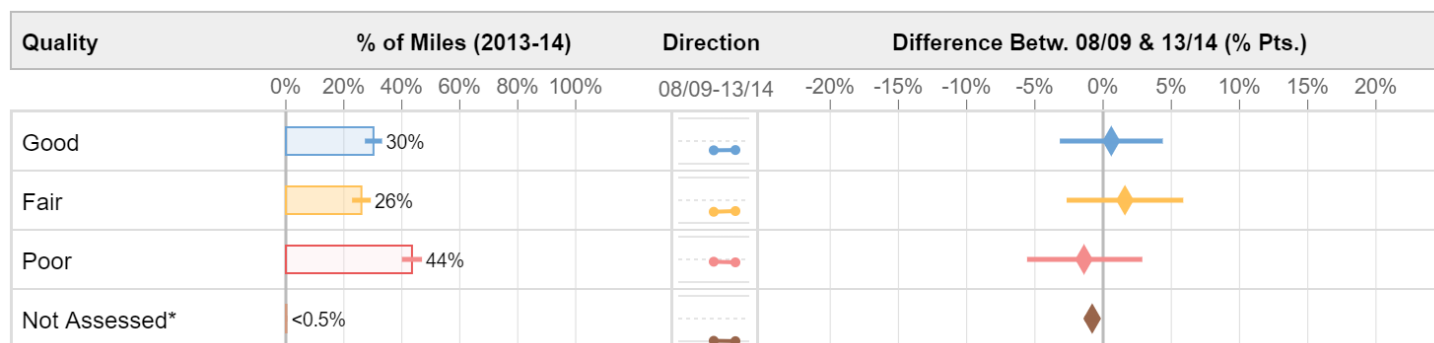 Quality % of Miles (2013-14) Direction Difference Betw. 08/09 & 13/14 (% Pts.)
0% 20% 40% 60% 80% 100% 08/09-13/14 -20% -15% -10% -5% 0% 5% 10% 15% 20%
Good 30%
Fair 26%
Poor 44%
Not Assessed* <0.5%